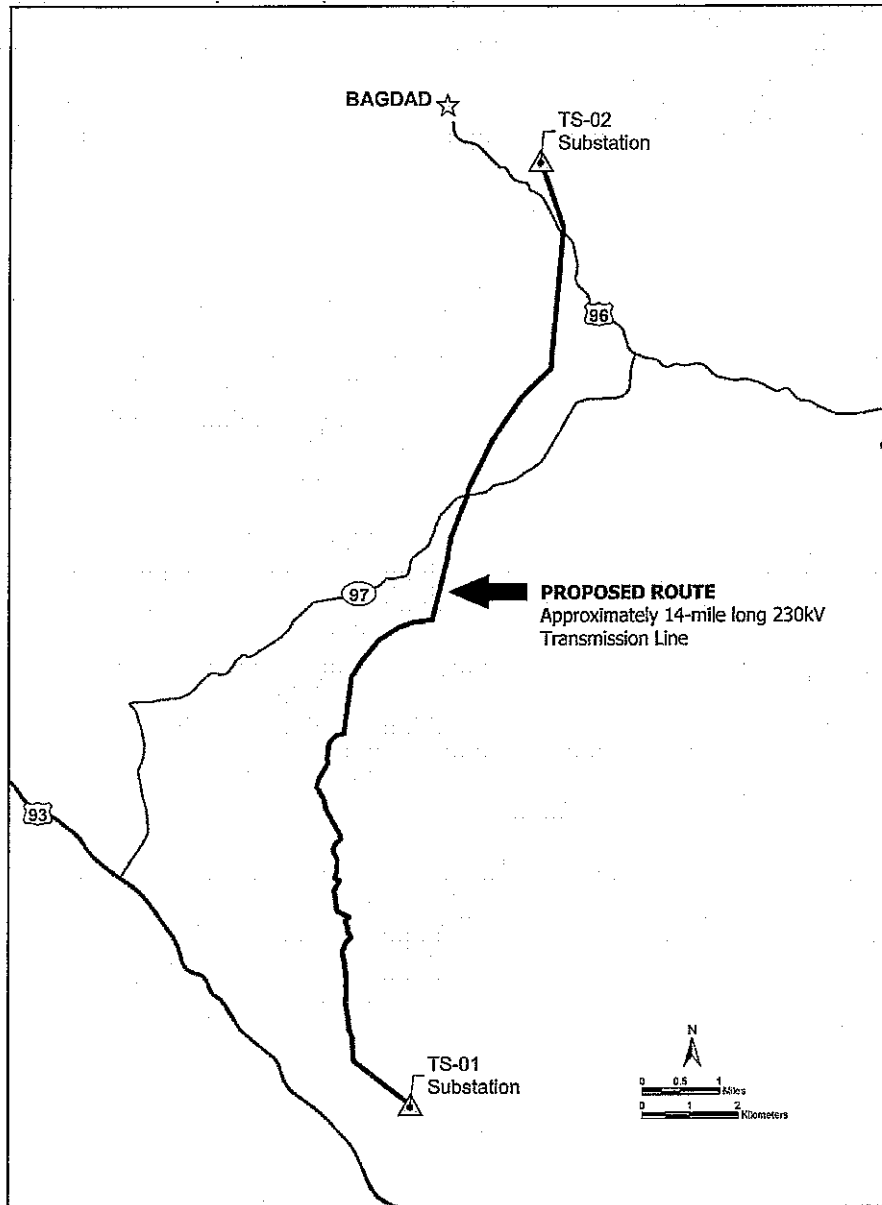 BAGDAD
TS-02
Substation
96
97
PROPOSED ROUTE
Approximately 14-mile long 230kV
Transmission Line
93
TS-01
Substation
N
0 0.5 1
Miles
0 1 2
Kilometers